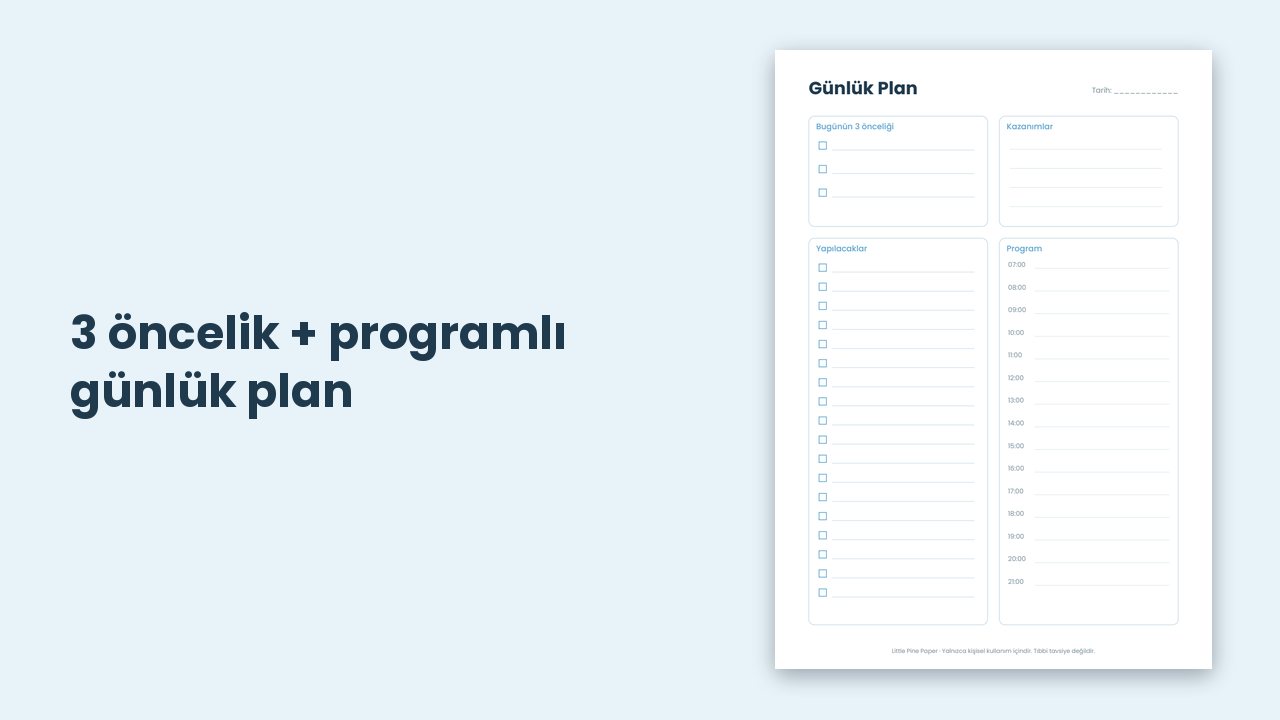 3 öncelik + programlı
günlük plan
Günlük Plan
Tarih: ____________
Bugünün 3 önceliği
Kazanımlar
Yapılacaklar
Program
07:00
08:00
09:00
10:00
11:00
12:00
13:00
14:00
15:00
16:00
17:00
18:00
19:00
20:00
21:00
Little Pine Paper · Yalnızca kişisel kullanım içindir. Tıbbi tavsiye değildir.